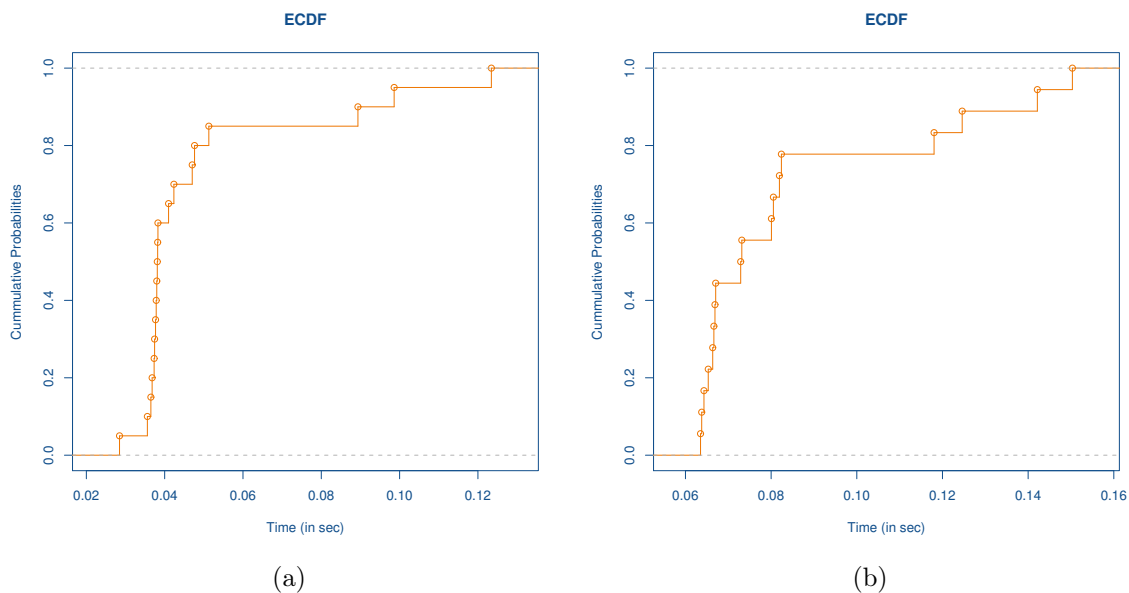 ECDF
Cummulative Probabilities
1.0
0.8
0.6
0.4
0.2
0.0
0.02 0.04 0.06 0.08 0.10 0.12
Time (in sec)
(a)
ECDF
Cummulative Probabilities
1.0
0.8
0.6
0.4
0.2
0.0
0.06 0.08 0.10 0.12 0.14 0.16
Time (in sec)
(b)